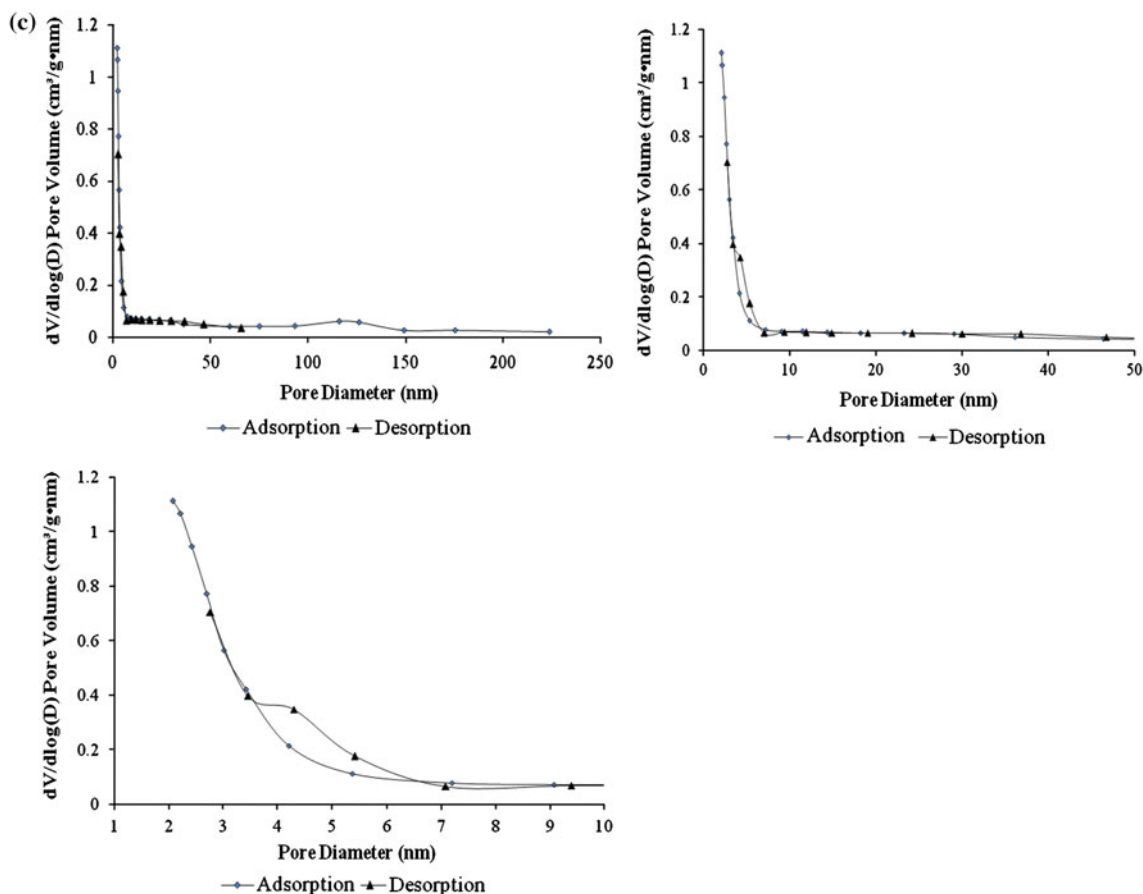 (c)
dV/dlog(D) Pore Volume (cm³/g•nm)
1.2
1
0.8
0.6
0.4
0.2
0
0 50 100 150 200 250
Pore Diameter (nm)
Adsorption Desorption
dV/dlog(D) Pore Volume (cm³/g•nm)
1.2
1
0.8
0.6
0.4
0.2
0
0 10 20 30 40 50
Pore Diameter (nm)
Adsorption Desorption
dV/dlog(D) Pore Volume (cm³/g•nm)
1.2
1
0.8
0.6
0.4
0.2
0
1 2 3 4 5 6 7 8 9 10
Pore Diameter (nm)
Adsorption Desorption